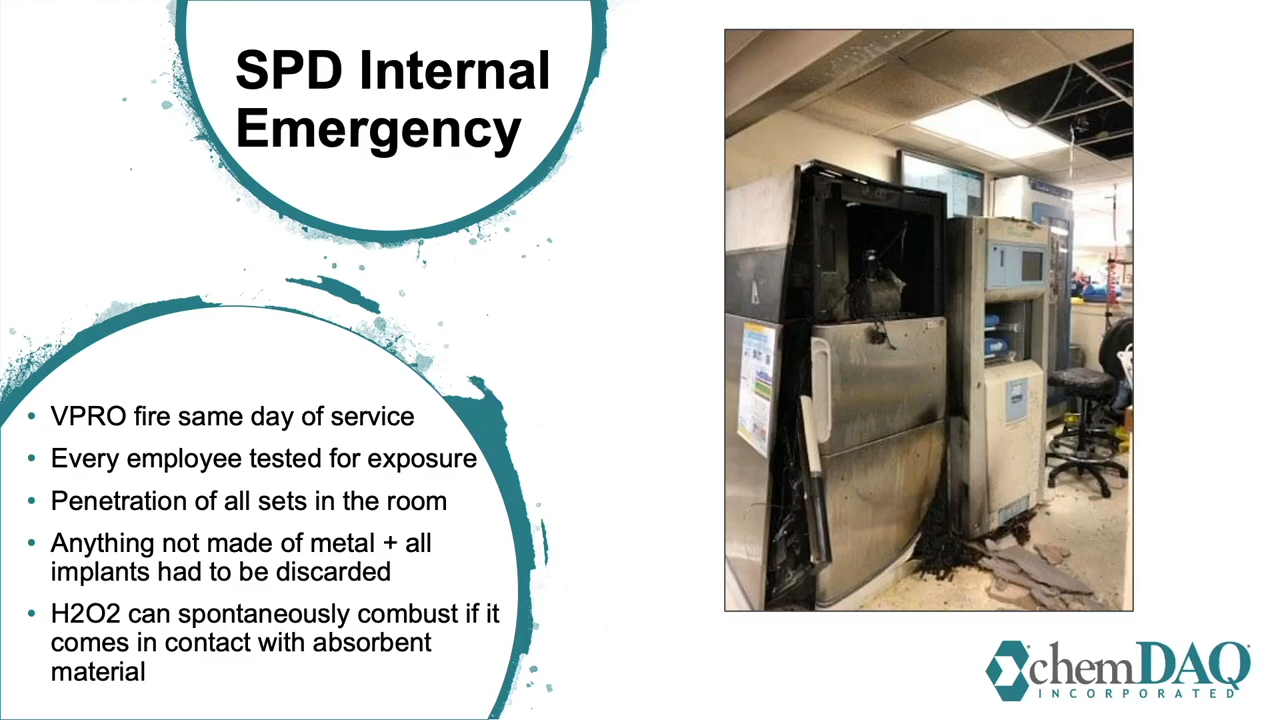 SPD Internal
Emergency
• VPRO fire same day of service
• Every employee tested for exposure
• Penetration of all sets in the room
• Anything not made of metal + all
implants had to be discarded
• H2O2 can spontaneously combust if it
comes in contact with absorbent
material
chemDAQ
INCORPORATED